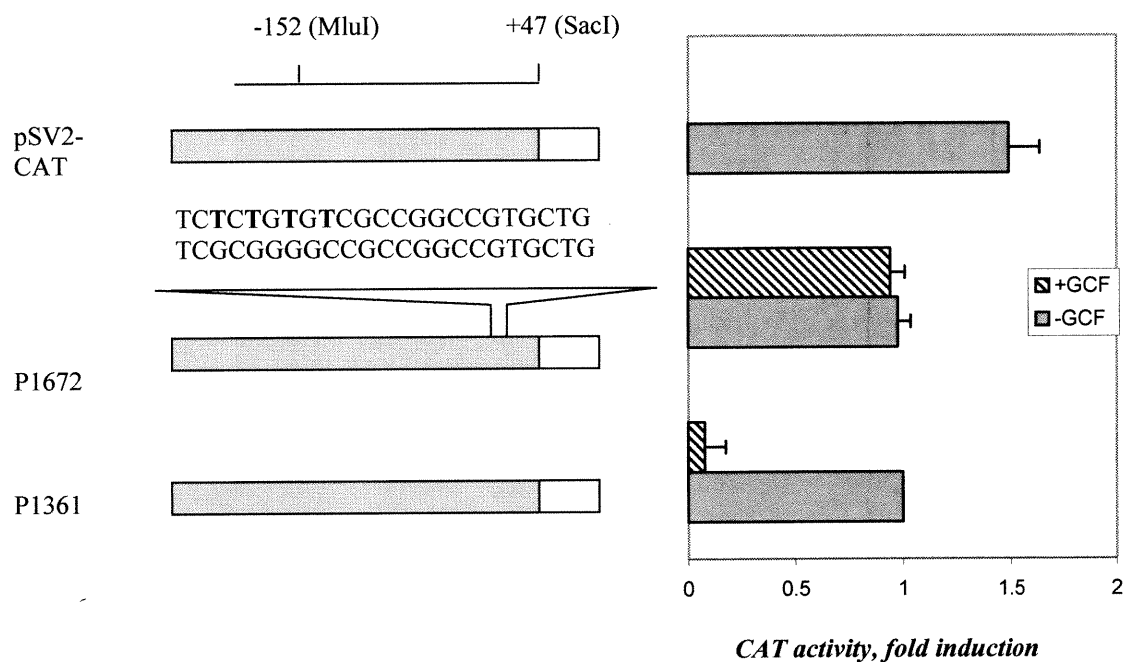 -152 (MluI)
+47 (SacI)
pSV2-
CAT
TCTCTGTGTCGCCGGCCGTGCTG
TCGCGGGGCCGCCGGCCGTGCTG
P1672
P1361
+GCF
-GCF
0
0.5
1
1.5
2
CAT activity, fold induction